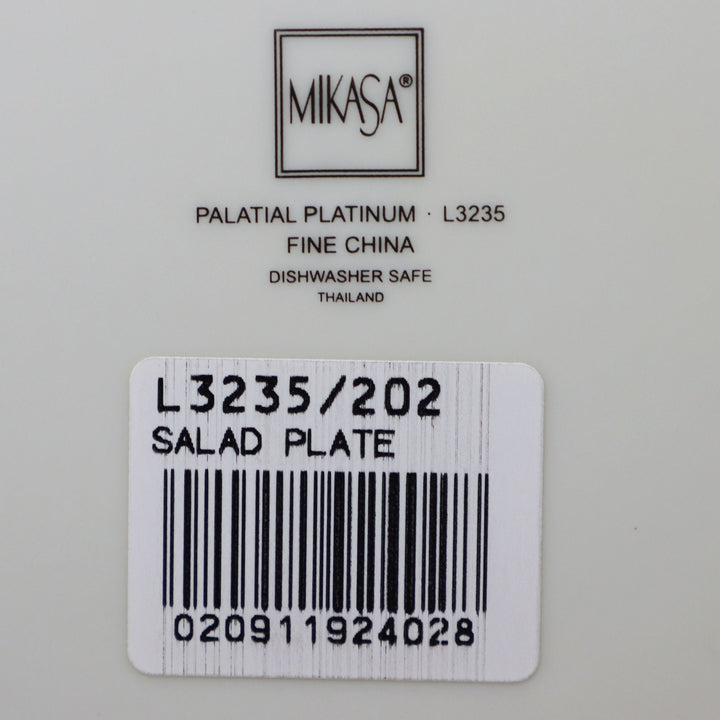 MIKASA®
PALATIAL PLATINUM · L3235
FINE CHINA
DISHWASHER SAFE
THAILAND
L3235/202
SALAD PLATE
020911924028